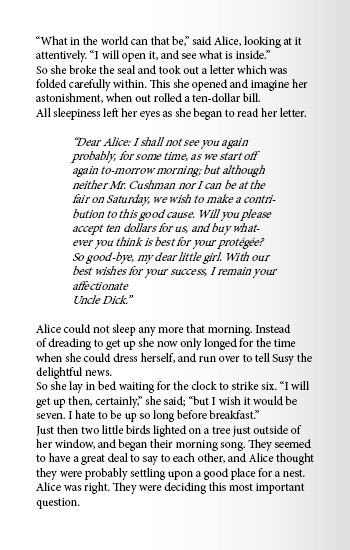 “What in the world can that be,” said Alice, looking at it
attentively. “I will open it, and see what is inside.”
So she broke the seal and took out a letter which was
folded carefully within. This she opened and imagine her
astonishment, when out rolled a ten-dollar bill.
All sleepiness left her eyes as she began to read her letter.
“Dear Alice: I shall not see you again
probably, for some time, as we start off
again to-morrow morning; but although
neither Mr. Cushman nor I can be at the
fair on Saturday, we wish to make a contri-
bution to this good cause. Will you please
accept ten dollars for us, and buy what-
ever you think is best for your protégée?
So good-bye, my dear little girl. With our
best wishes for your success, I remain your
affectionate
Uncle Dick.”
Alice could not sleep any more that morning. Instead
of dreading to get up she now only longed for the time
when she could dress herself, and run over to tell Susy the
delightful news.
So she lay in bed waiting for the clock to strike six. “I will
get up then, certainly,” she said; “but I wish it would be
seven. I hate to be up so long before breakfast.”
Just then two little birds lighted on a tree just outside of
her window, and began their morning song. They seemed
to have a great deal to say to each other, and Alice thought
they were probably settling upon a good place for a nest.
Alice was right. They were deciding this most important
question.